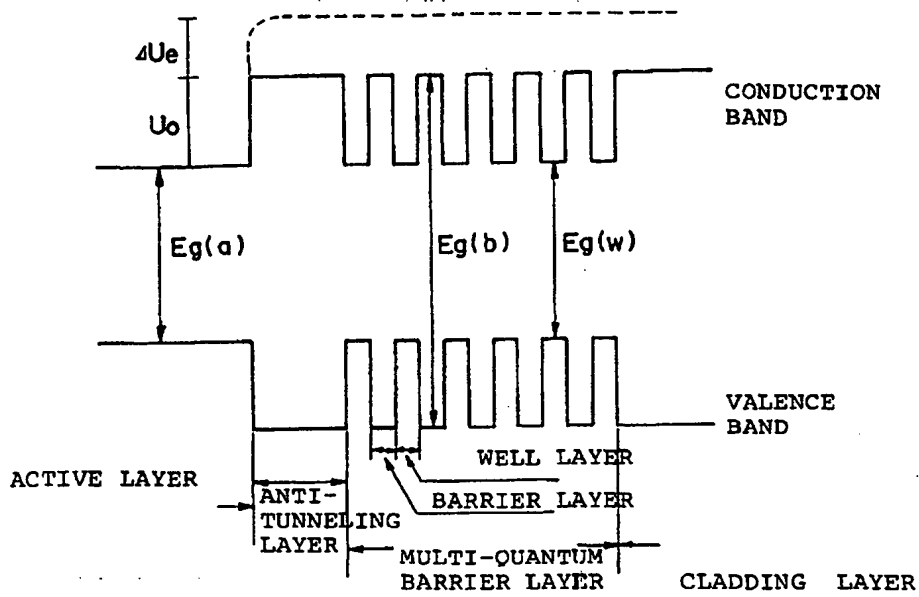 ΔUe
Uo
CONDUCTION
BAND
Eg(a)
Eg(b)
Eg(w)
VALENCE
BAND
WELL LAYER
ACTIVE LAYER
ANTI-
TUNNELING
LAYER
BARRIER LAYER
MULTI-QUANTUM
BARRIER LAYER
CLADDING LAYER